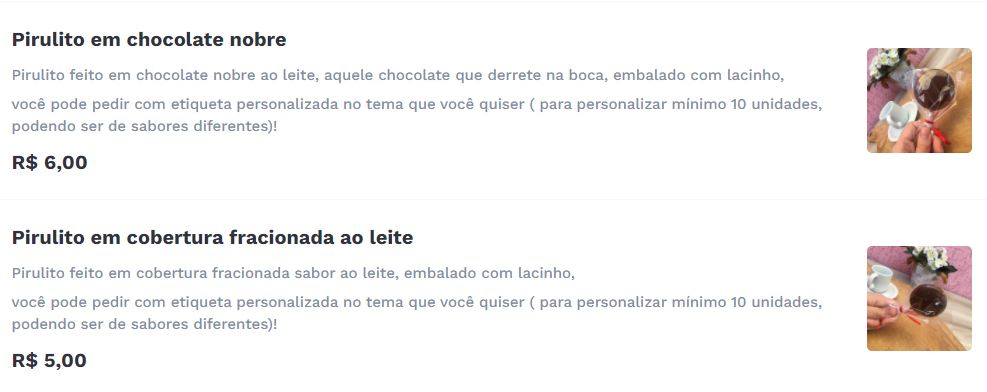 Pirulito em chocolate nobre
Pirulito feito em chocolate nobre ao leite, aquele chocolate que derrete na boca, embalado com lacinho,
você pode pedir com etiqueta personalizada no tema que você quiser ( para personalizar mínimo 10 unidades,
podendo ser de sabores diferentes)!
R$ 6,00
Pirulito em cobertura fracionada ao leite
Pirulito feito em cobertura fracionada sabor ao leite, embalado com lacinho,
você pode pedir com etiqueta personalizada no tema que você quiser ( para personalizar mínimo 10 unidades,
podendo ser de sabores diferentes)!
R$ 5,00